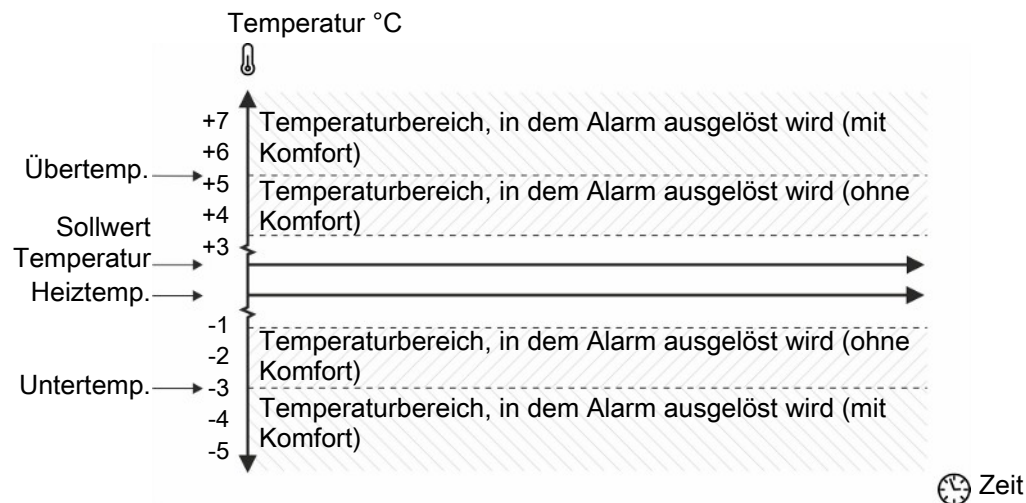 Temperatur °C
+7
Temperaturbereich, in dem Alarm ausgelöst wird (mit
+6
Komfort)
Übertemp.
+5
Temperaturbereich, in dem Alarm ausgelöst wird (ohne
+4
Komfort)
Sollwert
+3
Temperatur
Heiztemp.
-1
Temperaturbereich, in dem Alarm ausgelöst wird (ohne
-2
Komfort)
Untertemp.
-3
Temperaturbereich, in dem Alarm ausgelöst wird (mit
-4
Komfort)
-5
Zeit